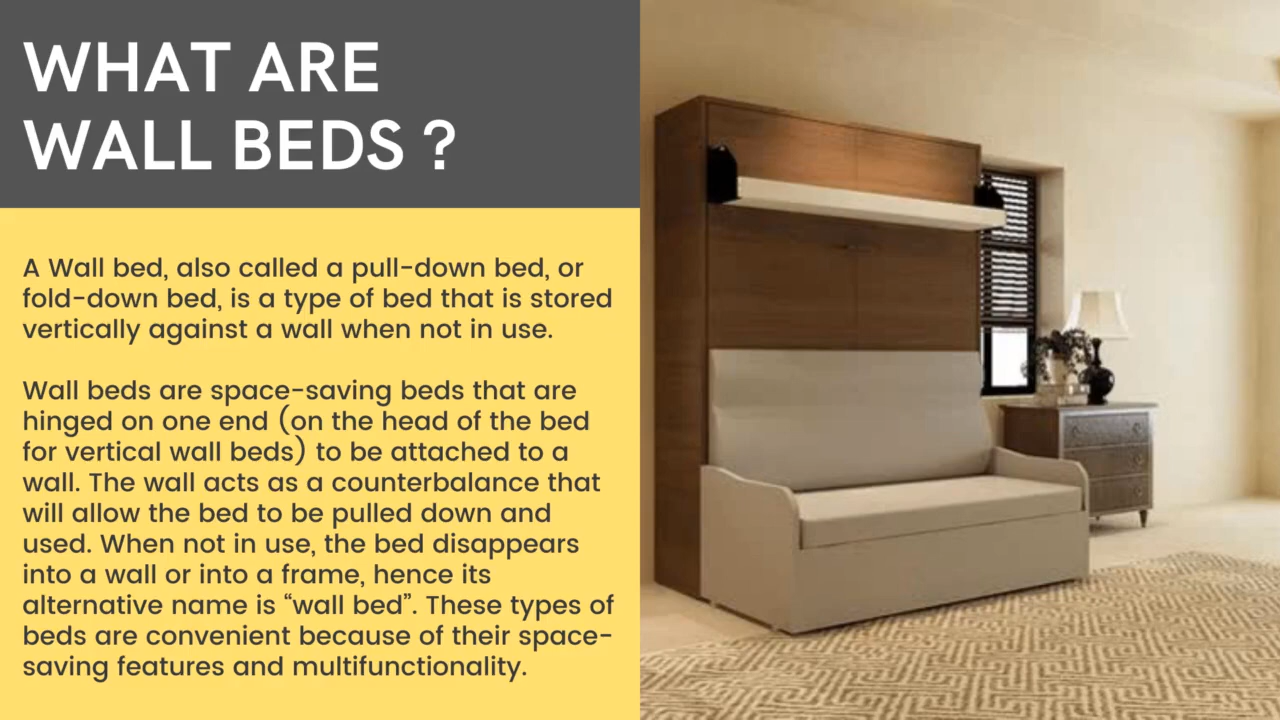 WHAT ARE
WALL BEDS ?
A Wall bed, also called a pull-down bed, or
fold-down bed, is a type of bed that is stored
vertically against a wall when not in use.
Wall beds are space-saving beds that are
hinged on one end (on the head of the bed
for vertical wall beds) to be attached to a
wall. The wall acts as a counterbalance that
will allow the bed to be pulled down and
used. When not in use, the bed disappears
into a wall or into a frame, hence its
alternative name is “wall bed”. These types of
beds are convenient because of their space-
saving features and multifunctionality.